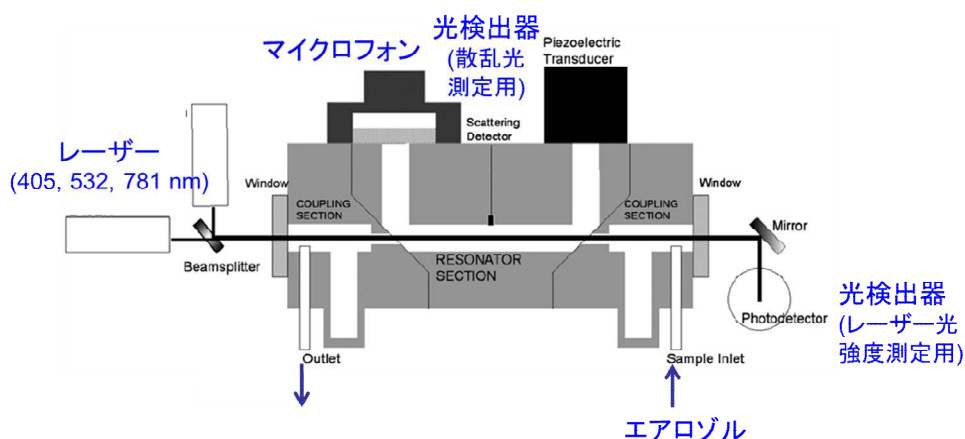 マイクロフォン
光検出器
(散乱光
測定用)
Piezoelectric
Transducer
Scattering
Detector
レーザー
(405, 532, 781 nm)
Window
COUPLING
SECTION
COUPLING
SECTION
Window
Mirror
Beamsplitter
RESONATOR
SECTION
Photodetector
光検出器
(レーザー光
強度測定用)
Outlet
Sample Inlet
エアロゾル